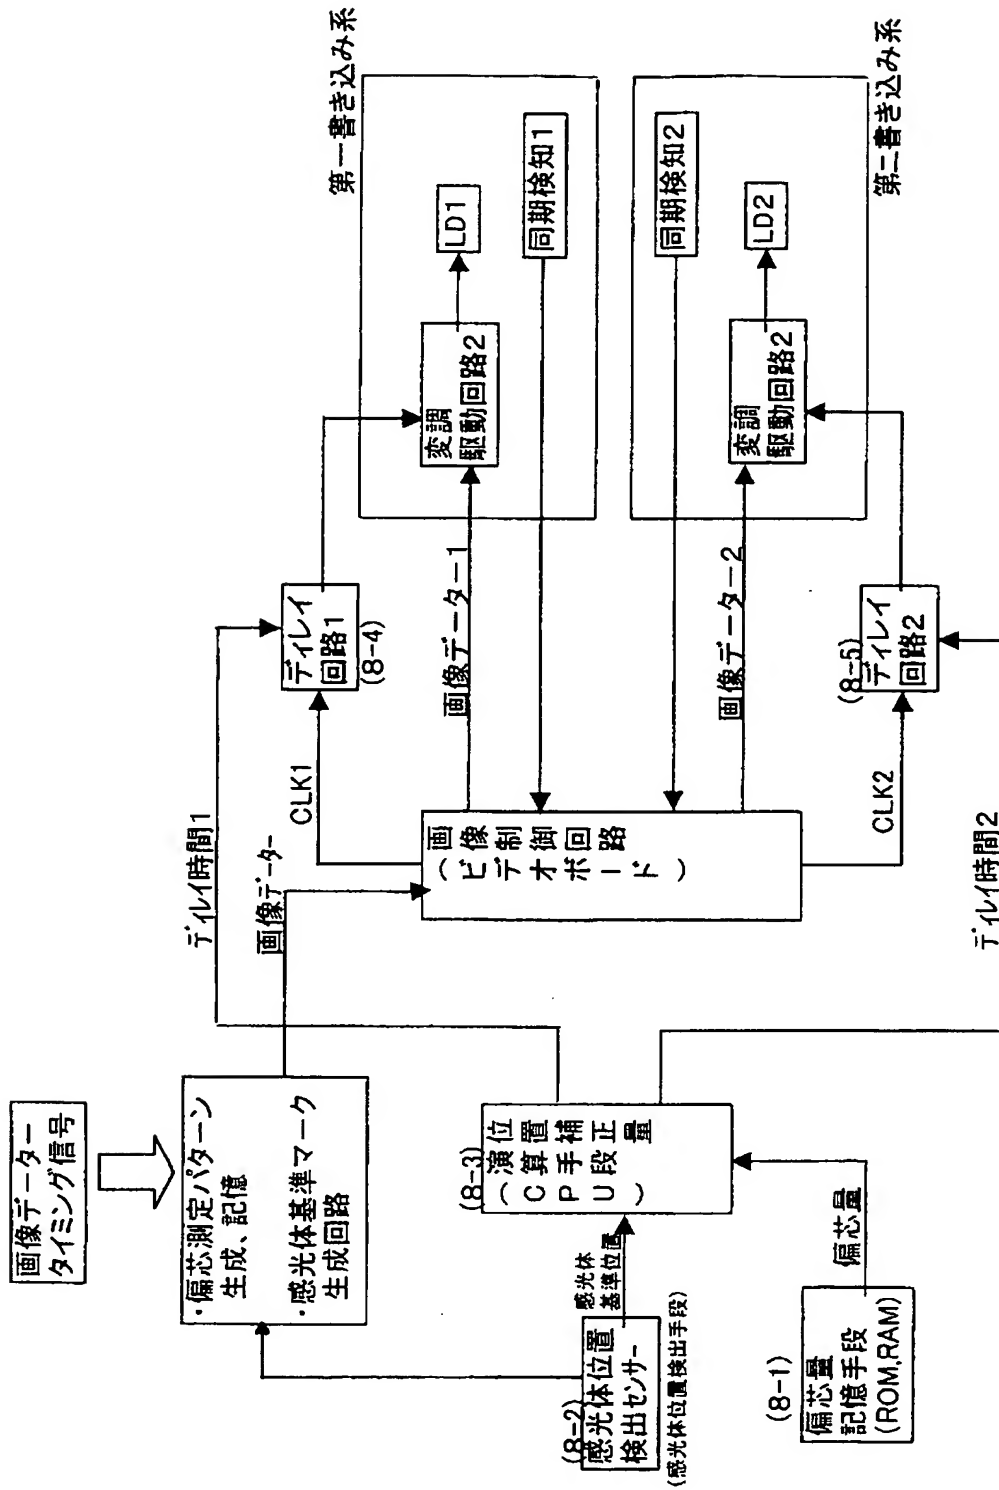 画像データー
タイミング信号
・偏芯測定パターン
生成、記憶
・感光体基準マーク
生成回路
(8-2)
感光体位置
検出センサー
(感光体位置検出手段)
感光体
基準位置
(8-1)
偏芯量
記憶手段
(ROM,RAM)
偏芯量
(8-3)
位置補正量
演算手段
(CPU)
ディレイ時間1
画像データー
ディレイ時間2
画像制御回路
(ビデオボード)
CLK1
ディレイ
回路1
(8-4)
画像データー1
画像データー2
CLK2
(8-5)
ディレイ
回路2
第一書き込み系
変調
駆動回路2
LD1
同期検知1
同期検知2
変調
駆動回路2
LD2
第二書き込み系